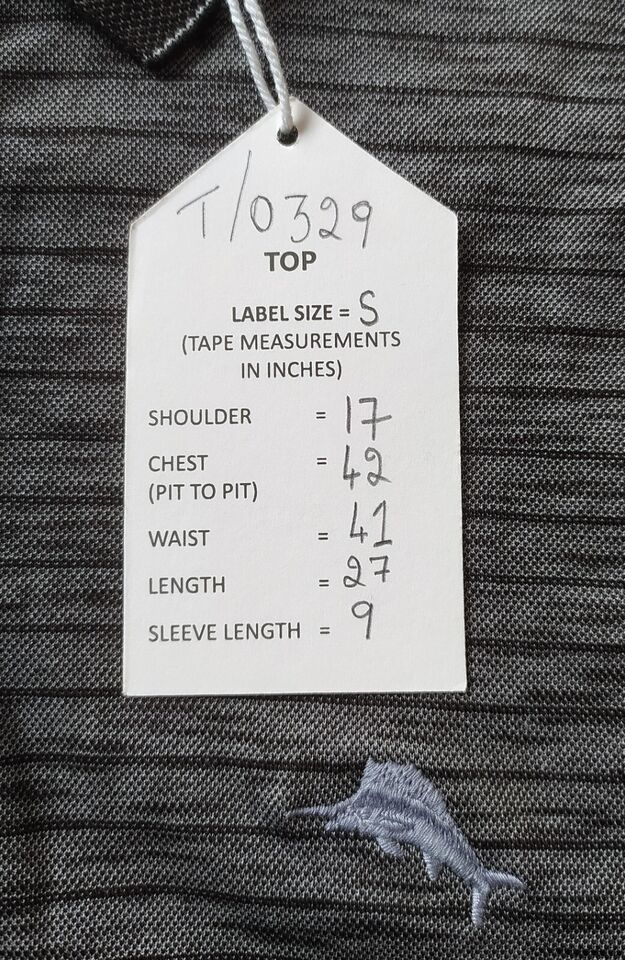 T/0329
TOP
LABEL SIZE = S
(TAPE MEASUREMENTS
IN INCHES)
SHOULDER = 17
CHEST = 42
(PIT TO PIT)
WAIST = 41
LENGTH = 27
SLEEVE LENGTH = 9